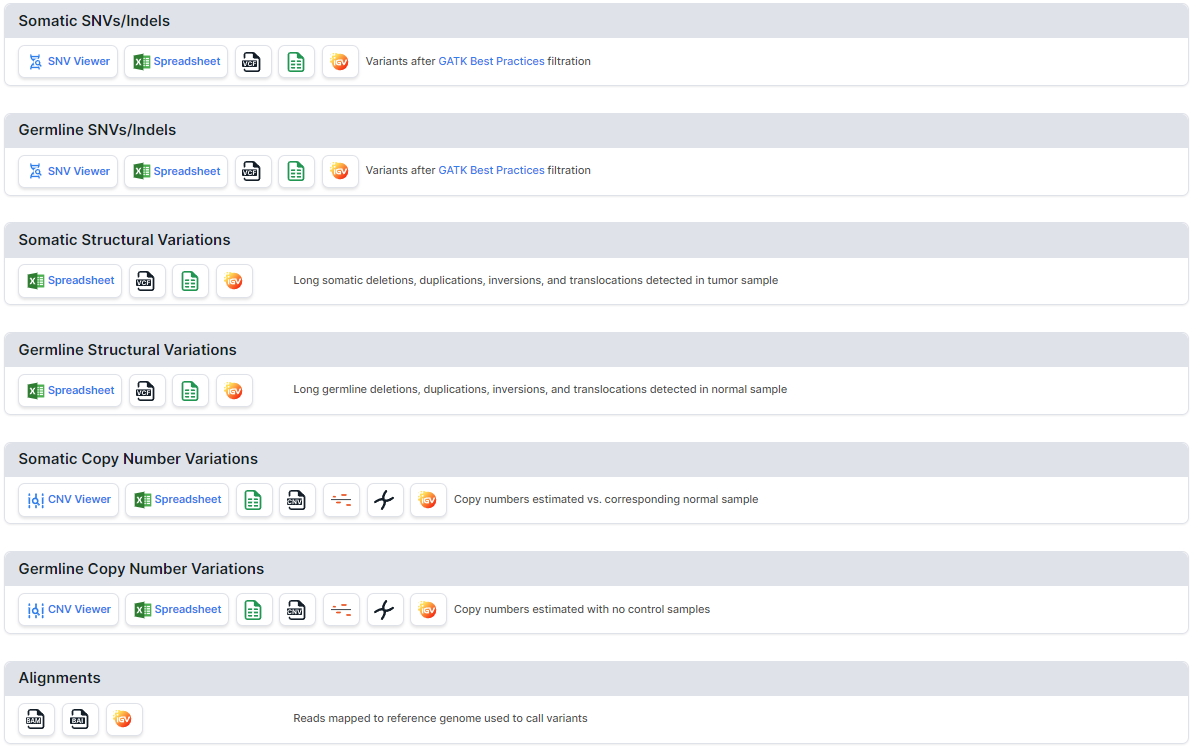 Somatic SNVs/Indels
SNV Viewer Spreadsheet VCF IGV Variants after GATK Best Practices filtration
Germline SNVs/Indels
SNV Viewer Spreadsheet VCF IGV Variants after GATK Best Practices filtration
Somatic Structural Variations
Spreadsheet VCF IGV Long somatic deletions, duplications, inversions, and translocations detected in tumor sample
Germline Structural Variations
Spreadsheet VCF IGV Long germline deletions, duplications, inversions, and translocations detected in normal sample
Somatic Copy Number Variations
CNV Viewer Spreadsheet CNV IGV Copy numbers estimated vs. corresponding normal sample
Germline Copy Number Variations
CNV Viewer Spreadsheet CNV IGV Copy numbers estimated with no control samples
Alignments
BAM BAI IGV Reads mapped to reference genome used to call variants